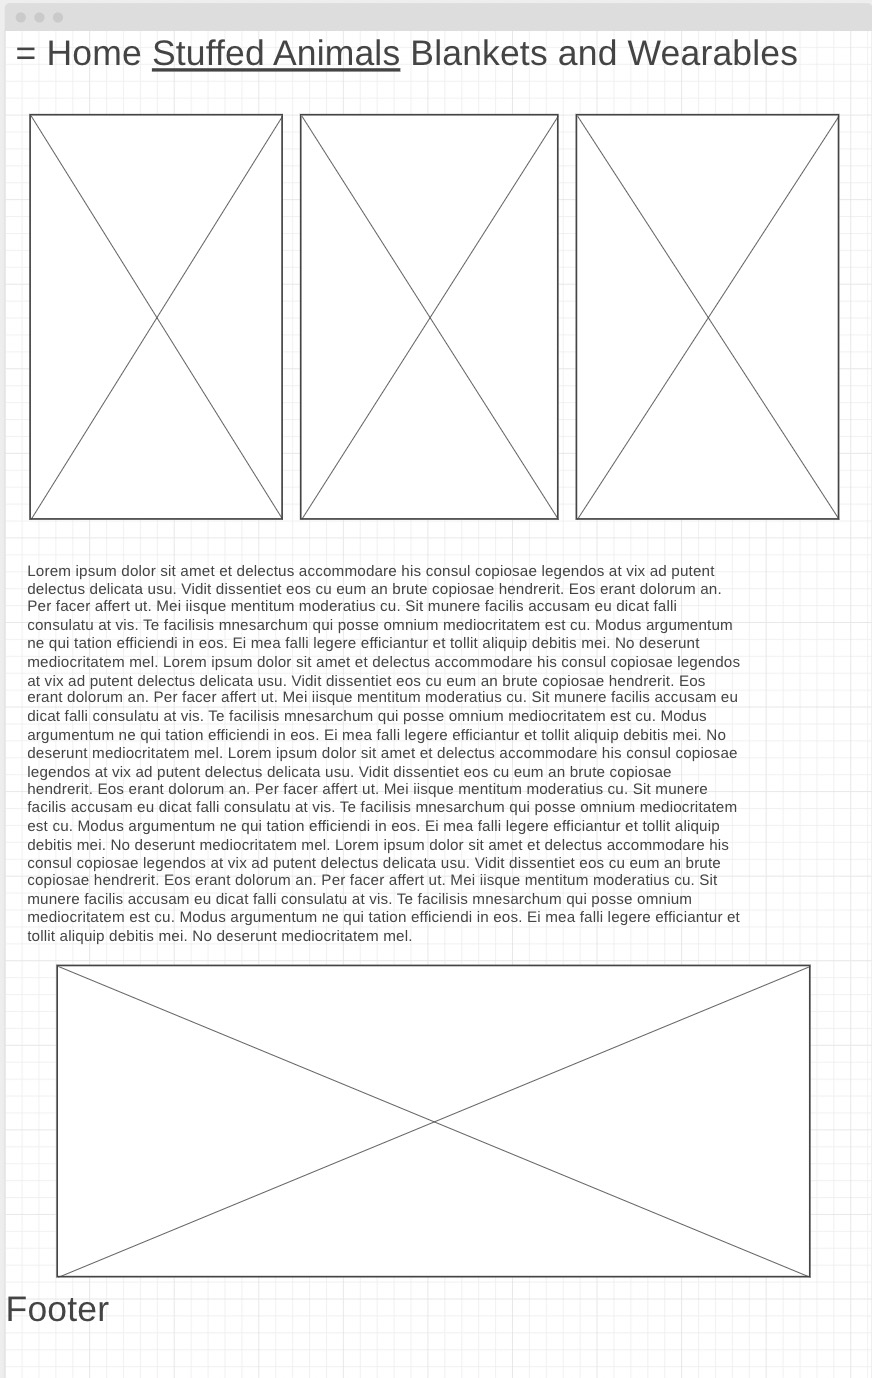 = Home Stuffed Animals Blankets and Wearables
Lorem ipsum dolor sit amet et delectus accommodare his consul copiosae legendos at vix ad putent
delectus delicata usu. Vidit dissentiet eos cu eum an brute copiosae hendrerit. Eos erant dolorum an.
Per facer affert ut. Mei iisque mentitum moderatius cu. Sit munere facilis accusam eu dicat falli
consulatu at vis. Te facilisis mnesarchum qui posse omnium mediocritatem est cu. Modus argumentum
ne qui tation efficiendi in eos. Ei mea falli legere efficiantur et tollit aliquip debitis mei. No deserunt
mediocritatem mel. Lorem ipsum dolor sit amet et delectus accommodare his consul copiosae legendos
at vix ad putent delectus delicata usu. Vidit dissentiet eos cu eum an brute copiosae hendrerit. Eos
erant dolorum an. Per facer affert ut. Mei iisque mentitum moderatius cu. Sit munere facilis accusam eu
dicat falli consulatu at vis. Te facilisis mnesarchum qui posse omnium mediocritatem est cu. Modus
argumentum ne qui tation efficiendi in eos. Ei mea falli legere efficiantur et tollit aliquip debitis mei. No
deserunt mediocritatem mel. Lorem ipsum dolor sit amet et delectus accommodare his consul copiosae
legendos at vix ad putent delectus delicata usu. Vidit dissentiet eos cu eum an brute copiosae
hendrerit. Eos erant dolorum an. Per facer affert ut. Mei iisque mentitum moderatius cu. Sit munere
facilis accusam eu dicat falli consulatu at vis. Te facilisis mnesarchum qui posse omnium mediocritatem
est cu. Modus argumentum ne qui tation efficiendi in eos. Ei mea falli legere efficiantur et tollit aliquip
debitis mei. No deserunt mediocritatem mel. Lorem ipsum dolor sit amet et delectus accommodare his
consul copiosae legendos at vix ad putent delectus delicata usu. Vidit dissentiet eos cu eum an brute
copiosae hendrerit. Eos erant dolorum an. Per facer affert ut. Mei iisque mentitum moderatius cu. Sit
munere facilis accusam eu dicat falli consulatu at vis. Te facilisis mnesarchum qui posse omnium
mediocritatem est cu. Modus argumentum ne qui tation efficiendi in eos. Ei mea falli legere efficiantur et
tollit aliquip debitis mei. No deserunt mediocritatem mel.
Footer